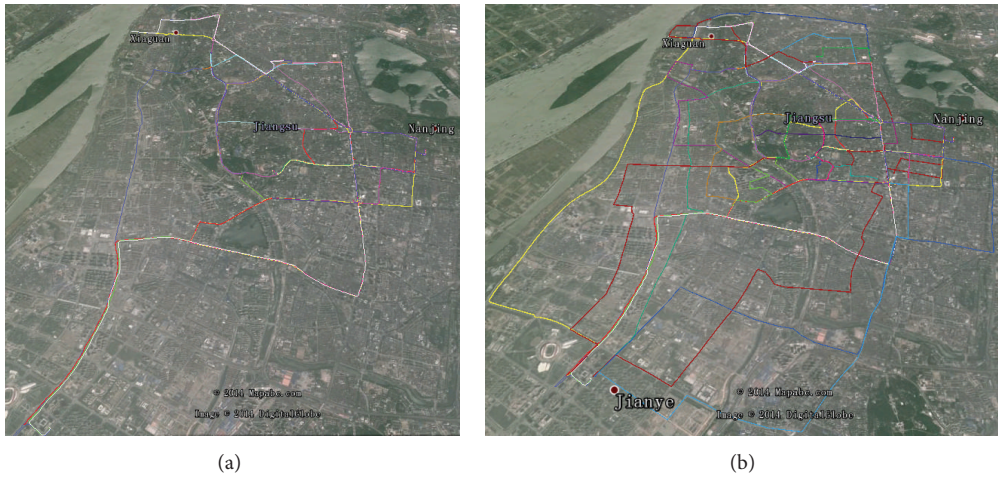 Xiaguan
Jiangsu
Nanjing
© 2014 Mapabc.com
Image © 2014 DigitalGlobe
(a)
Xiaguan
Jiangsu
Nanjing
Jianye
© 2014 Mapabc.com
Image © 2014 DigitalGlobe
(b)